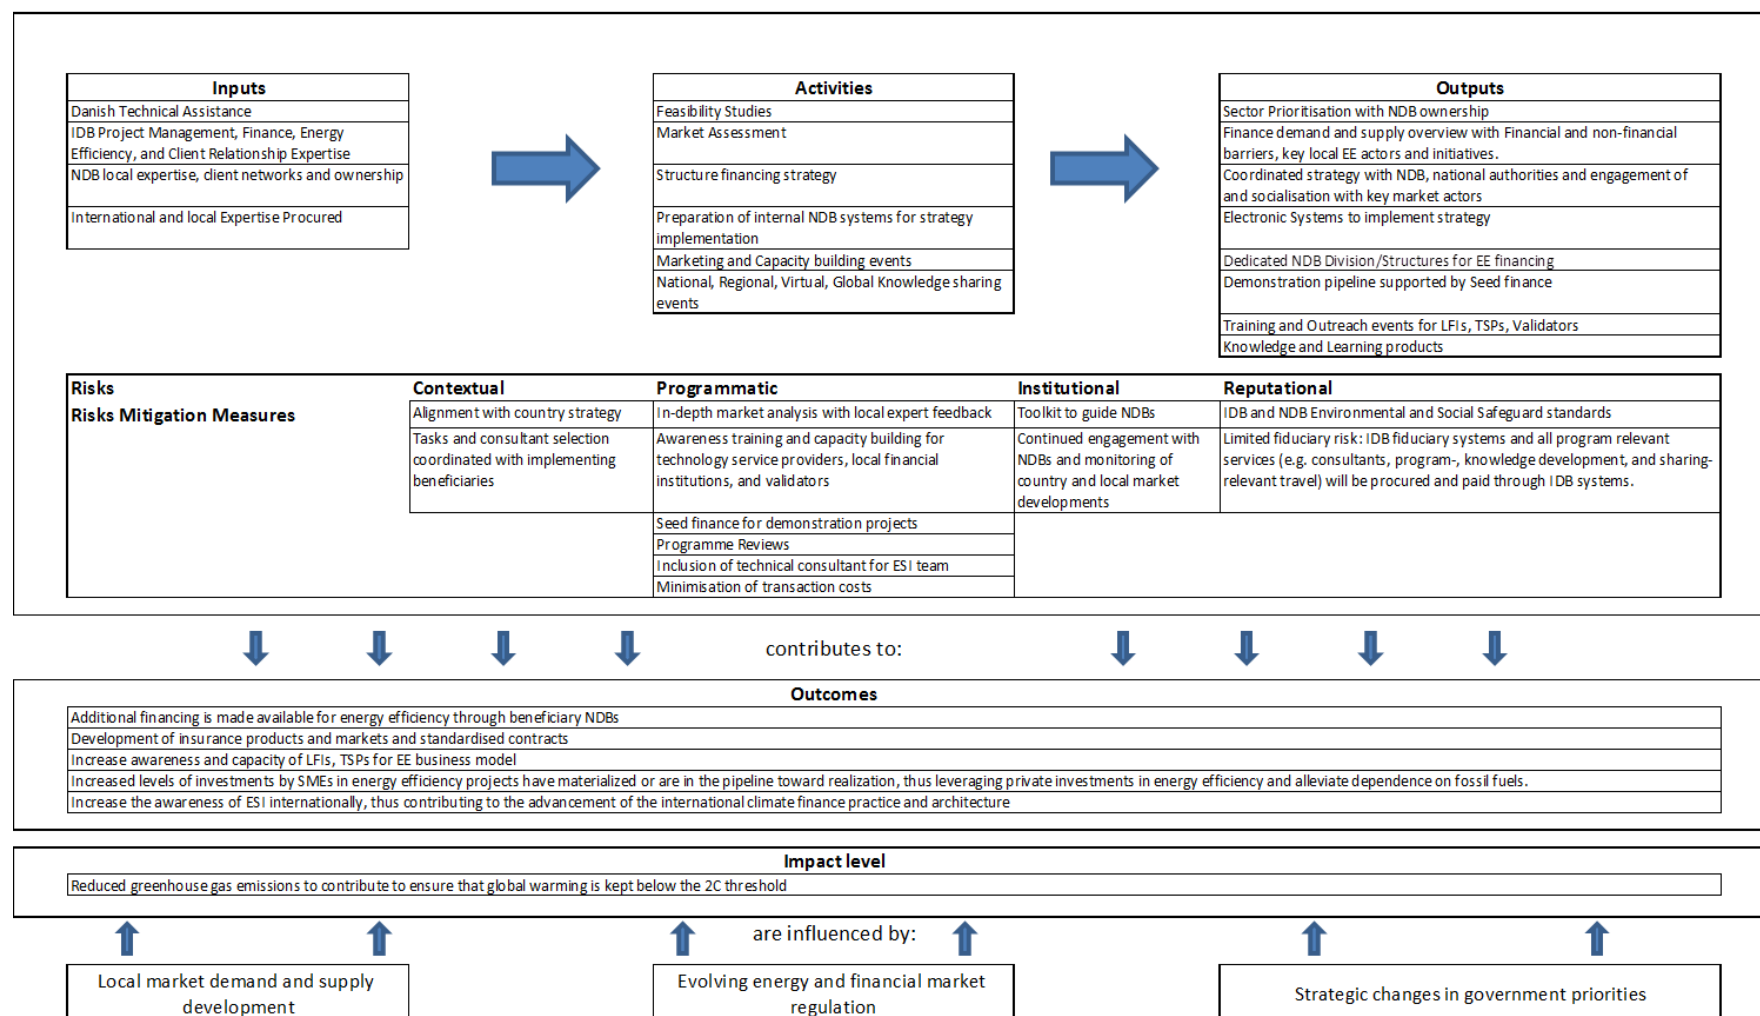 Inputs
Danish Technical Assistance
IDB Project Management, Finance, Energy
Efficiency, and Client Relationship Expertise
NDB local expertise, client networks and ownership
International and local Expertise Procured
Activities
Feasibility Studies
Market Assessment
Structure financing strategy
Preparation of internal NDB systems for strategy
implementation
Marketing and Capacity building events
National, Regional, Virtual, Global Knowledge sharing
events
Outputs
Sector Prioritisation with NDB ownership
Finance demand and supply overview with Financial and non-financial
barriers, key local EE actors and initiatives.
Coordinated strategy with NDB, national authorities and engagement of
and socialisation with key market actors
Electronic Systems to implement strategy
Dedicated NDB Division/Structures for EE financing
Demonstration pipeline supported by Seed finance
Training and Outreach events for LFIs, TSPs, Validators
Knowledge and Learning products
Risks
Risks Mitigation Measures
Contextual
Alignment with country strategy
Tasks and consultant selection
coordinated with implementing
beneficiaries
Programmatic
In-depth market analysis with local expert feedback
Awareness training and capacity building for
technology service providers, local financial
institutions, and validators
Seed finance for demonstration projects
Programme Reviews
Inclusion of technical consultant for ESI team
Minimisation of transaction costs
Institutional
Toolkit to guide NDBs
Continued engagement with
NDBs and monitoring of
country and local market
developments
Reputational
IDB and NDB Environmental and Social Safeguard standards
Limited fiduciary risk: IDB fiduciary systems and all program relevant
services (e.g. consultants, program-, knowledge development, and sharing-
relevant travel) will be procured and paid through IDB systems.
contributes to:
Outcomes
Additional financing is made available for energy efficiency through beneficiary NDBs
Development of insurance products and markets and standardised contracts
Increase awareness and capacity of LFIs, TSPs for EE business model
Increased levels of investments by SMEs in energy efficiency projects have materialized or are in the pipeline toward realization, thus leveraging private investments in energy efficiency and alleviate dependence on fossil fuels.
Increase the awareness of ESI internationally, thus contributing to the advancement of the international climate finance practice and architecture
Impact level
Reduced greenhouse gas emissions to contribute to ensure that global warming is kept below the 2C threshold
are influenced by:
Local market demand and supply
development
Evolving energy and financial market
regulation
Strategic changes in government priorities